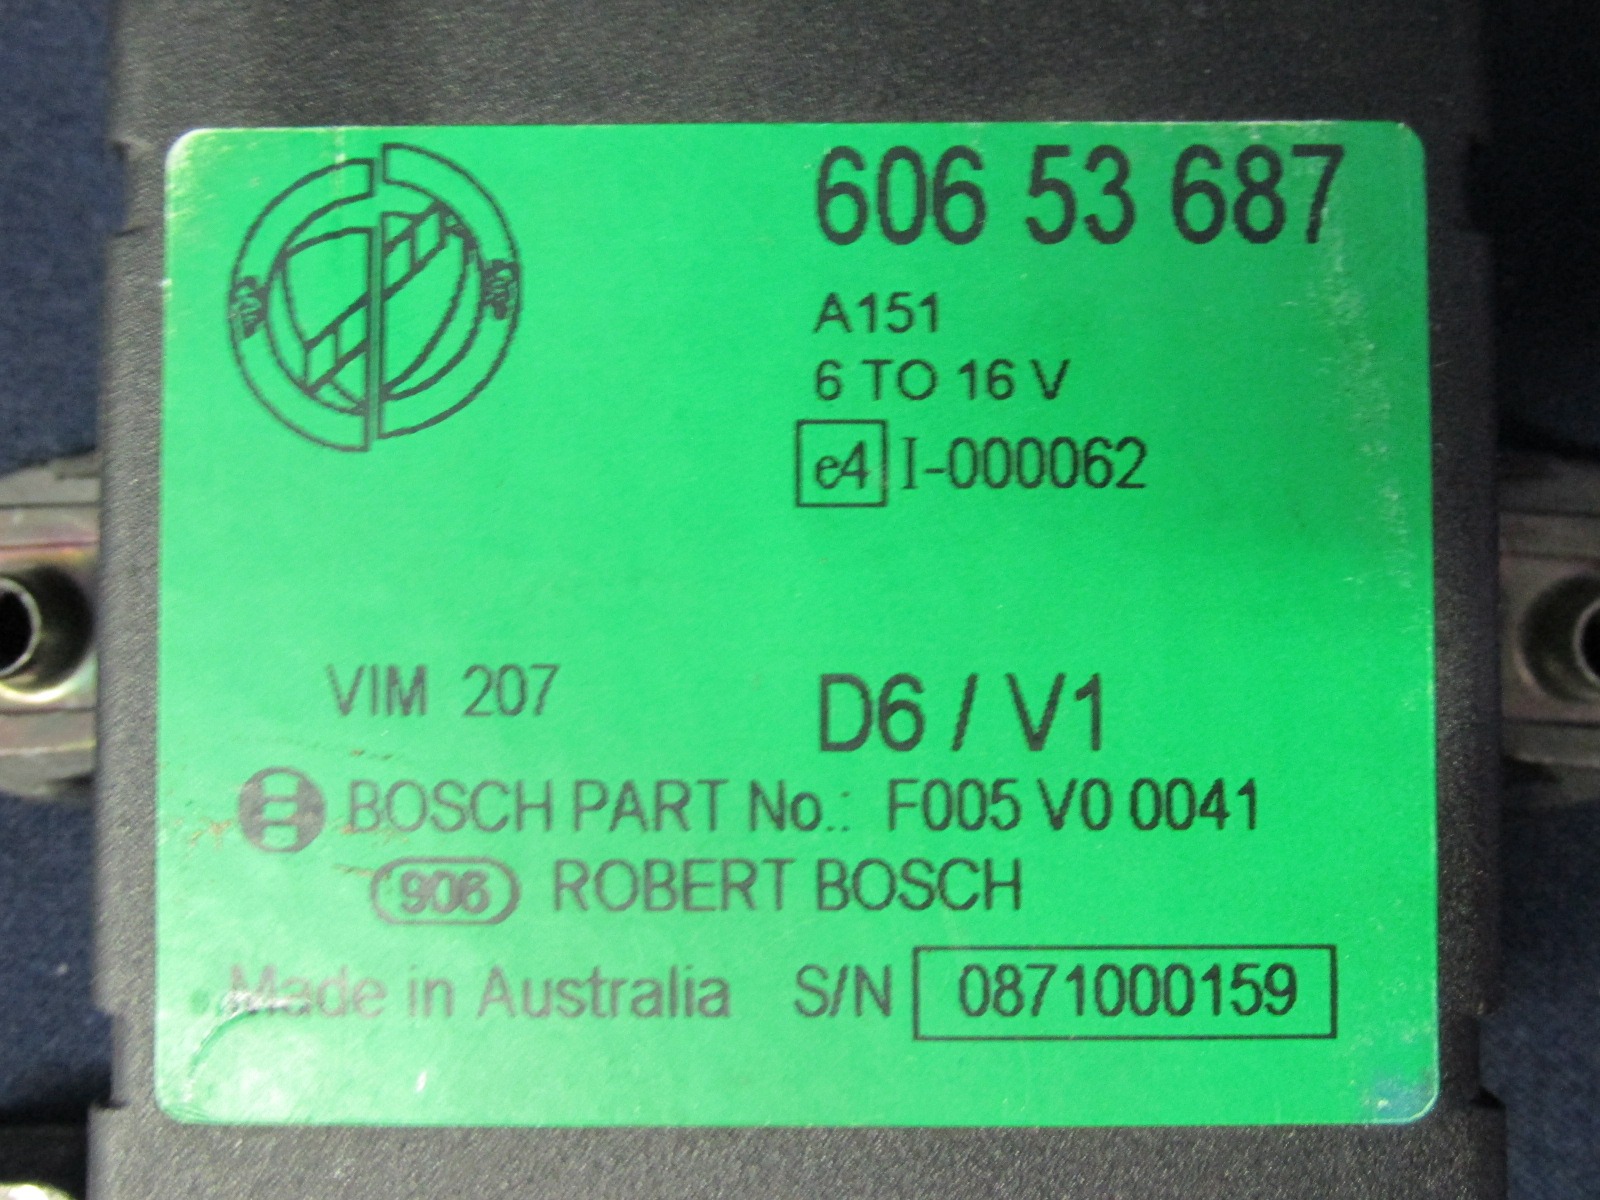 606 53 687
A151
6 TO 16 V
e4 I-000062
VIM 207 D6 / V1
BOSCH PART No.: F005 V0 0041
906 ROBERT BOSCH
Made in Australia S/N 0871000159